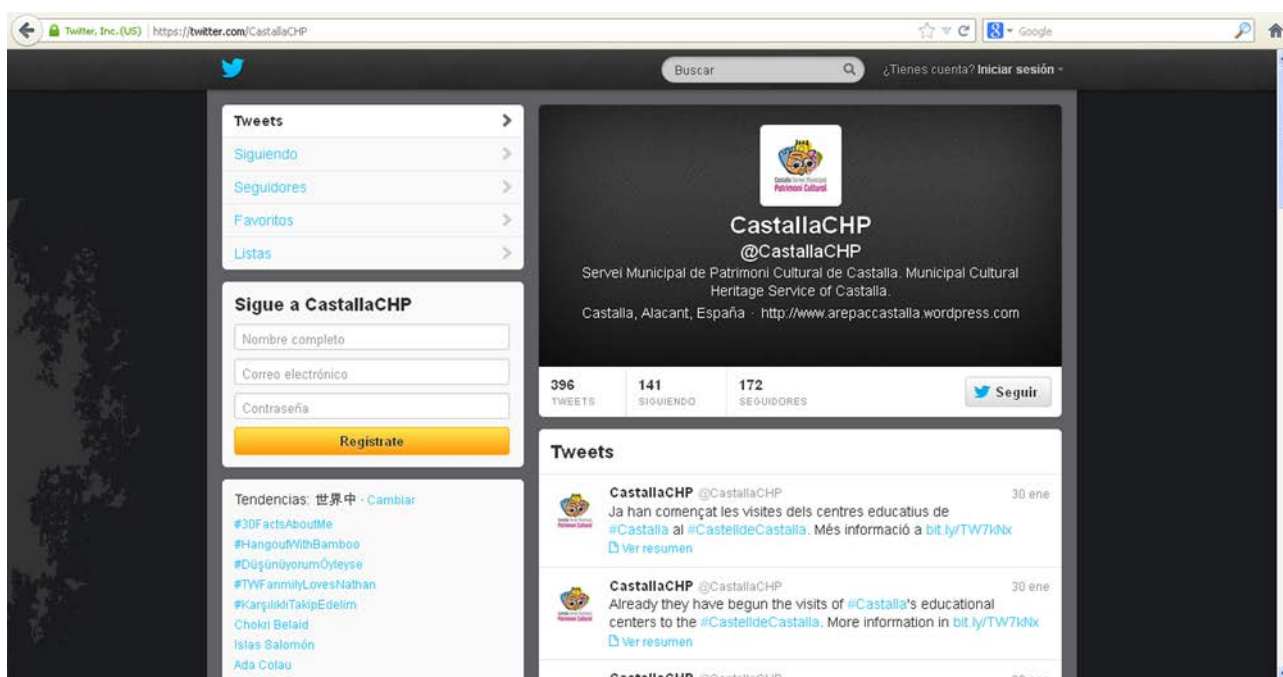 Twitter, Inc. (US) https://twitter.com/CastallaCHP
Google
Buscar
¿Tienes cuenta? Iniciar sesión
Tweets
Siguiendo
Seguidores
Favoritos
Listas
Sigue a CastallaCHP
Nombre completo
Correo electrónico
Contraseña
Regístrate
Tendencias: 世界中 · Cambiar
#30FactsAboutMe
#HangoutWithBamboo
#DüşünüyorumÖyleyse
#TWFanmilyLovesNathan
#KarşılıklıTakipEdelim
Chokri Belaid
Islas Salomón
Ada Colau
Patrimoni Cultural
CastallaCHP
@CastallaCHP
Servei Municipal de Patrimoni Cultural de Castalla. Municipal Cultural
Heritage Service of Castalla.
Castalla, Alacant, España · http://www.arepaccastalla.wordpress.com
396 141 172
TWEETS SIGUIENDO SEGUIDORES
Seguir
Tweets
CastallaCHP @CastallaCHP 30 ene
Ja han començat les visites dels centres educatius de
#Castalla al #CastelldeCastalla. Més informació a bit.ly/TW7kNx
Ver resumen
CastallaCHP @CastallaCHP 30 ene
Already they have begun the visits of #Castalla's educational
centers to the #CastelldeCastalla. More information in bit.ly/TW7kNx
Ver resumen
CastallaCHP @CastallaCHP